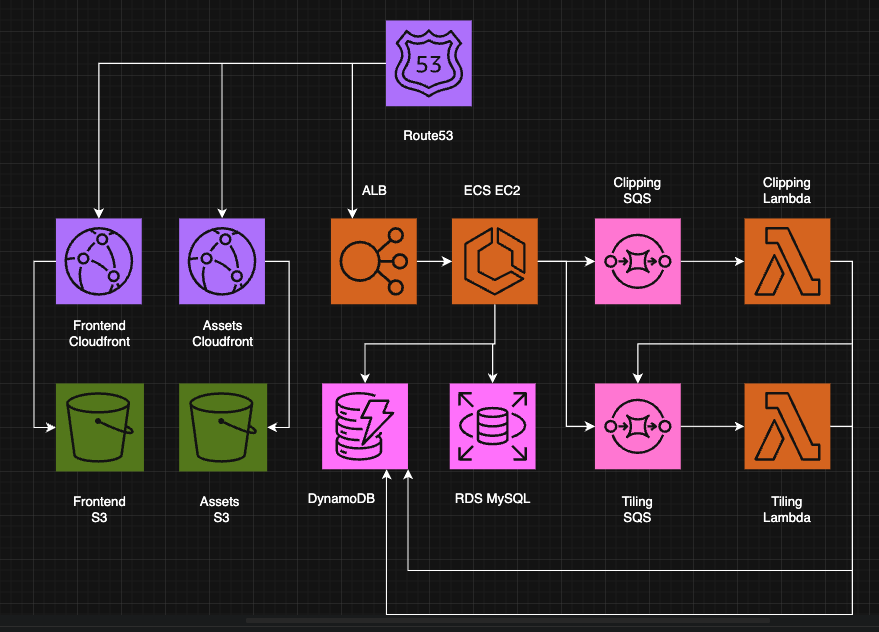 53
Route53
ALB
ECS EC2
Clipping
SQS
Clipping
Lambda
Frontend
Cloudfront
Assets
Cloudfront
Frontend
S3
Assets
S3
DynamoDB
RDS MySQL
Tiling
SQS
Tiling
Lambda